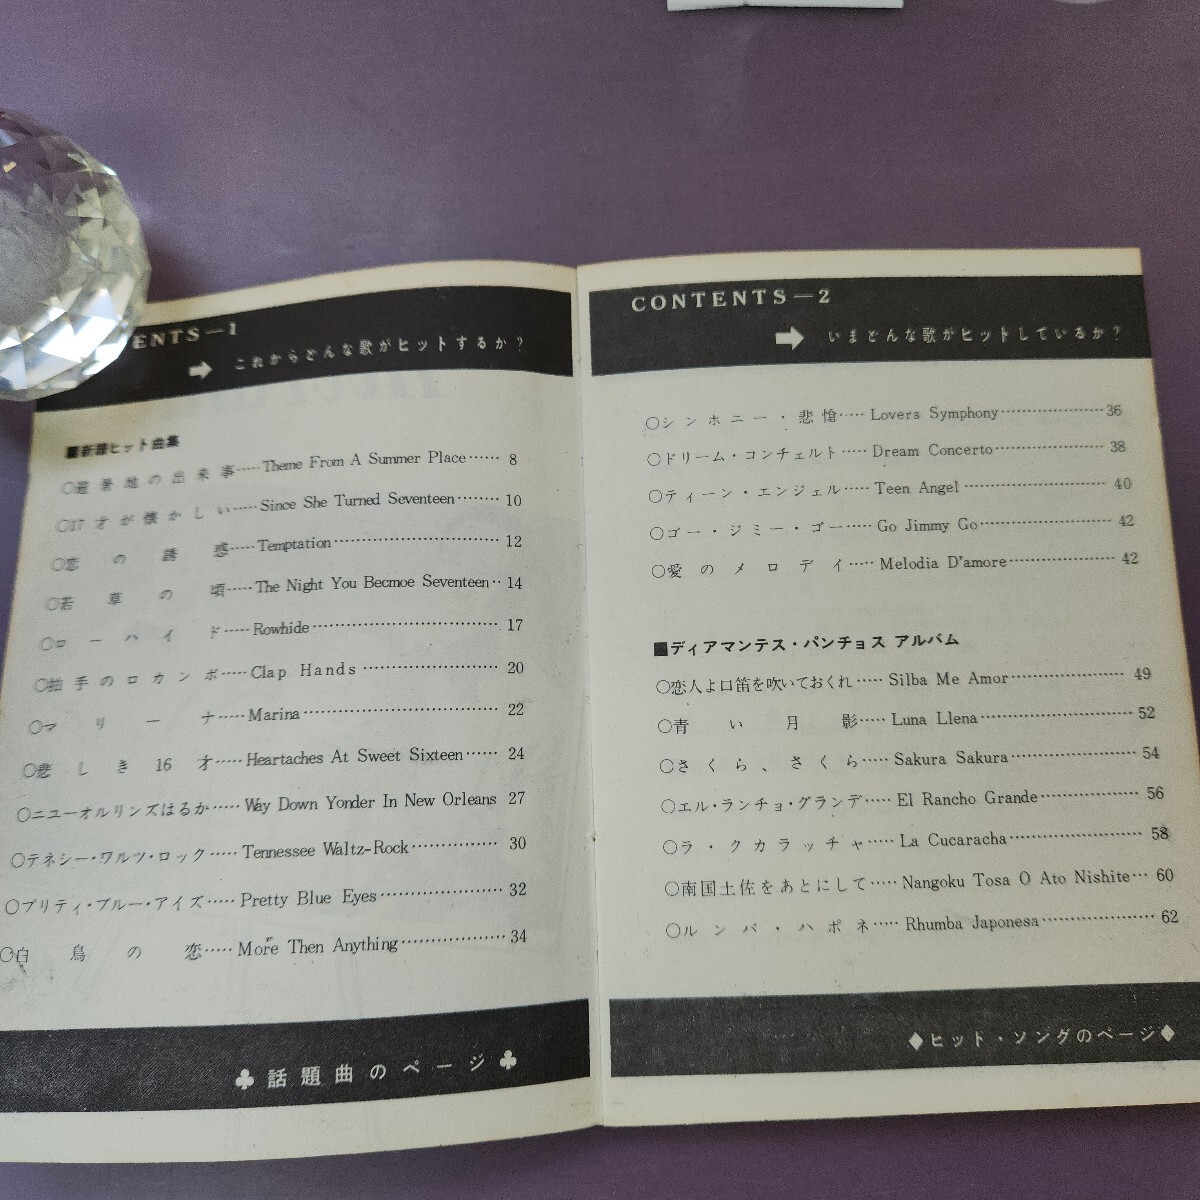 ENTS—1
➡ これからどんな歌がヒットするか?
■新譜ヒット曲集
○避暑地の出来事……Theme From A Summer Place……8
○17才が懐かしい……Since She Turned Seventeen……10
○恋の誘惑……Temptation……12
○若草の頃……The Night You Becmoe Seventeen‥14
○ローハイド……Rowhide……17
○拍手のロカンボ……Clap Hands……20
○マリーナ……Marina……22
○悲しき16才……Heartaches At Sweet Sixteen……24
○ニューオルリンズはるか……Way Down Yonder In New Orleans 27
○テネシー・ワルツ・ロック……Tennessee Waltz-Rock……30
○プリティ・ブルー・アイズ……Pretty Blue Eyes……32
○白鳥の恋……More Then Anything……34
♣ 話題曲のページ ♣
CONTENTS—2
➡ いまどんな歌がヒットしているか?
○シンホニー・悲愴……Lovers Symphony……36
○ドリーム・コンチェルト……Dream Concerto……38
○ティーン・エンジェル……Teen Angel……40
○ゴー・ジミー・ゴー……Go Jimmy Go……42
○愛のメロデイ……Melodia D'amore……42
■ディアマンテス・パンチョス アルバム
○恋人よ口笛を吹いておくれ……Silba Me Amor……49
○青い月影……Luna Llena……52
○さくら、さくら……Sakura Sakura……54
○エル・ランチョ・グランデ……El Rancho Grande……56
○ラ・クカラッチャ……La Cucaracha……58
○南国土佐をあとにして……Nangoku Tosa O Ato Nishite…60
○ルンバ・ハポネ……Rhumba Japonesa……62
◆ヒット・ソングのページ◆